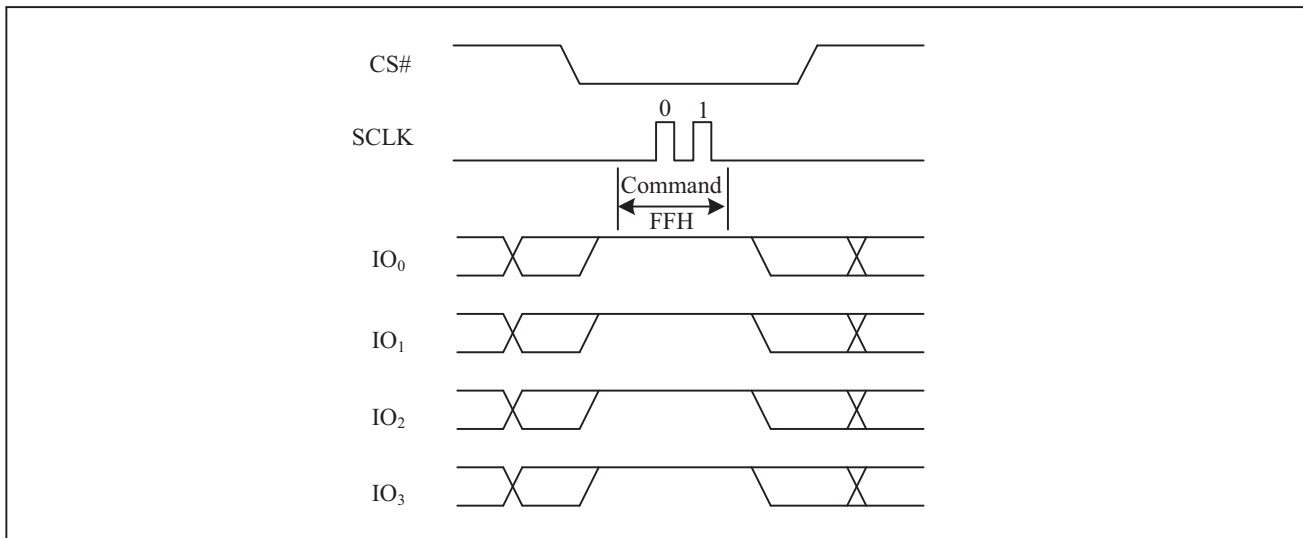 CS#
0 1
SCLK
Command
FFH
IO₀
IO₁
IO₂
IO₃